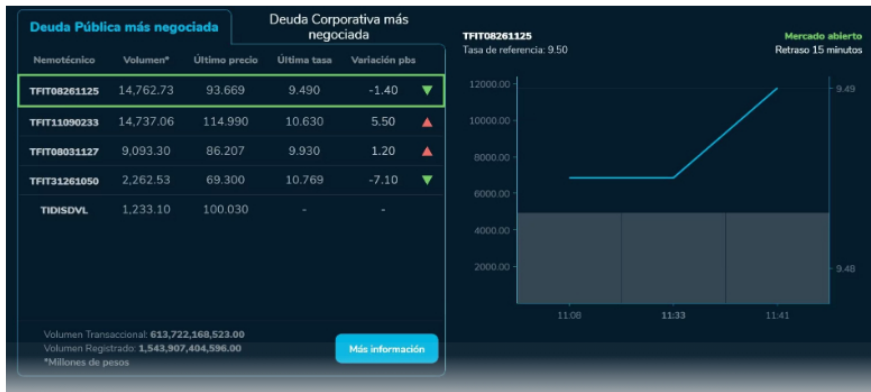 Deuda Pública más negociada
Deuda Corporativa más
negociada
Nemotécnico Volumen* Último precio Última tasa Variación pbs
TFIT08261125 14,762.73 93.669 9.490 -1.40
TFIT11090233 14,737.06 114.990 10.630 5.50
TFIT08031127 9,093.30 86.207 9.930 1.20
TFIT31261050 2,262.53 69.300 10.769 -7.10
TIDISDVL 1,233.10 100.030 - -
Volumen Transaccional: 613,722,168,523.00
Volumen Registrado: 1,543,907,404,596.00
*Millones de pesos
Más información
TFIT08261125 Mercado abierto
Tasa de referencia: 9.50 Retraso 15 minutos
12000.00 9.49
10000.00
8000.00
6000.00
4000.00
2000.00 9.48
11:08 11:33 11:41